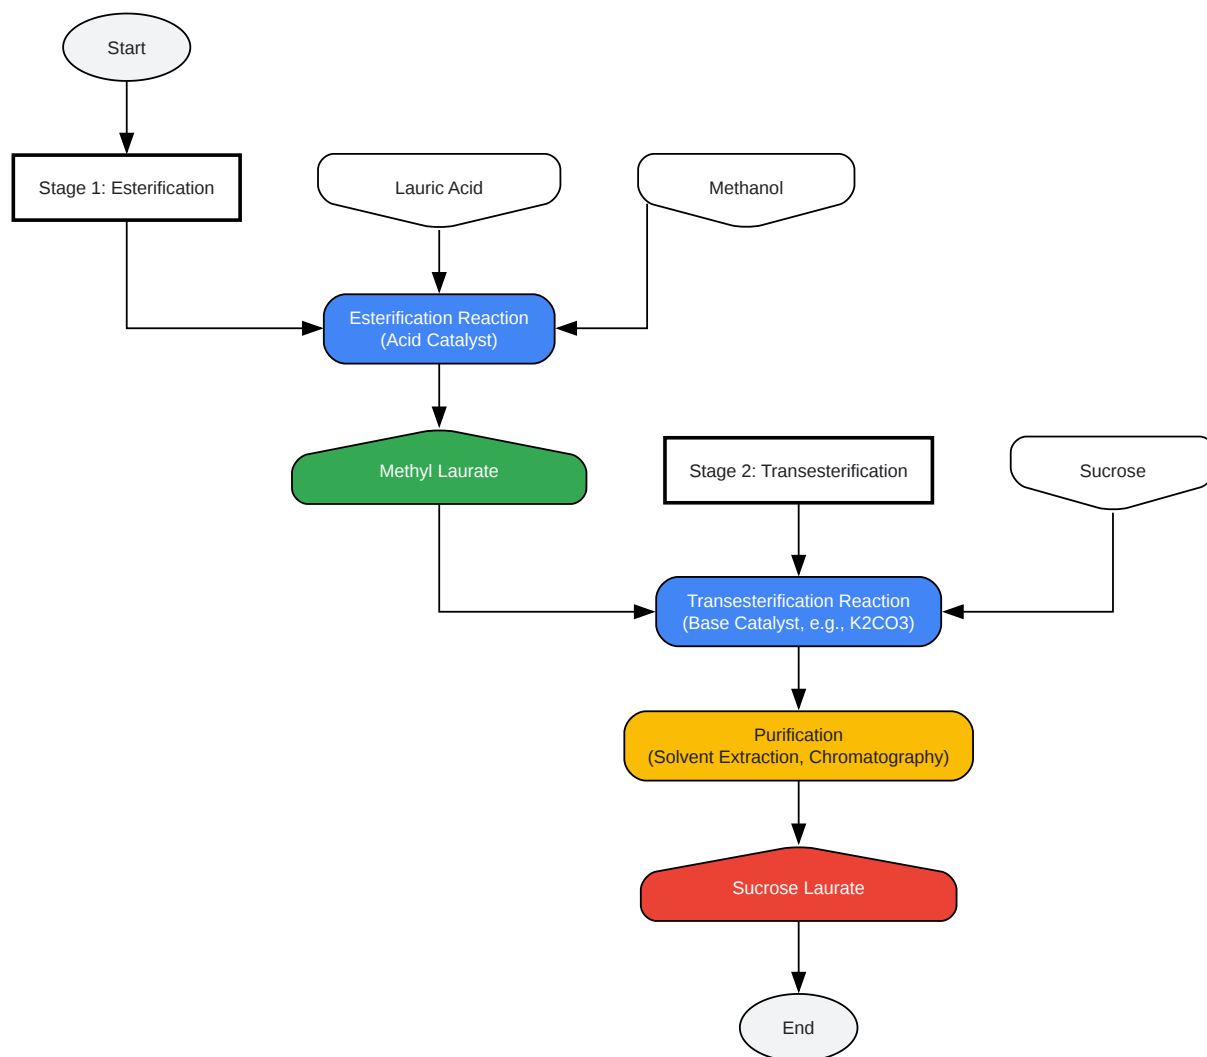 Start
Stage 1: Esterification
Lauric Acid
Methanol
Esterification Reaction
(Acid Catalyst)
Methyl Laurate
Stage 2: Transesterification
Sucrose
Transesterification Reaction
(Base Catalyst, e.g., K2CO3)
Purification
(Solvent Extraction, Chromatography)
Sucrose Laurate
End